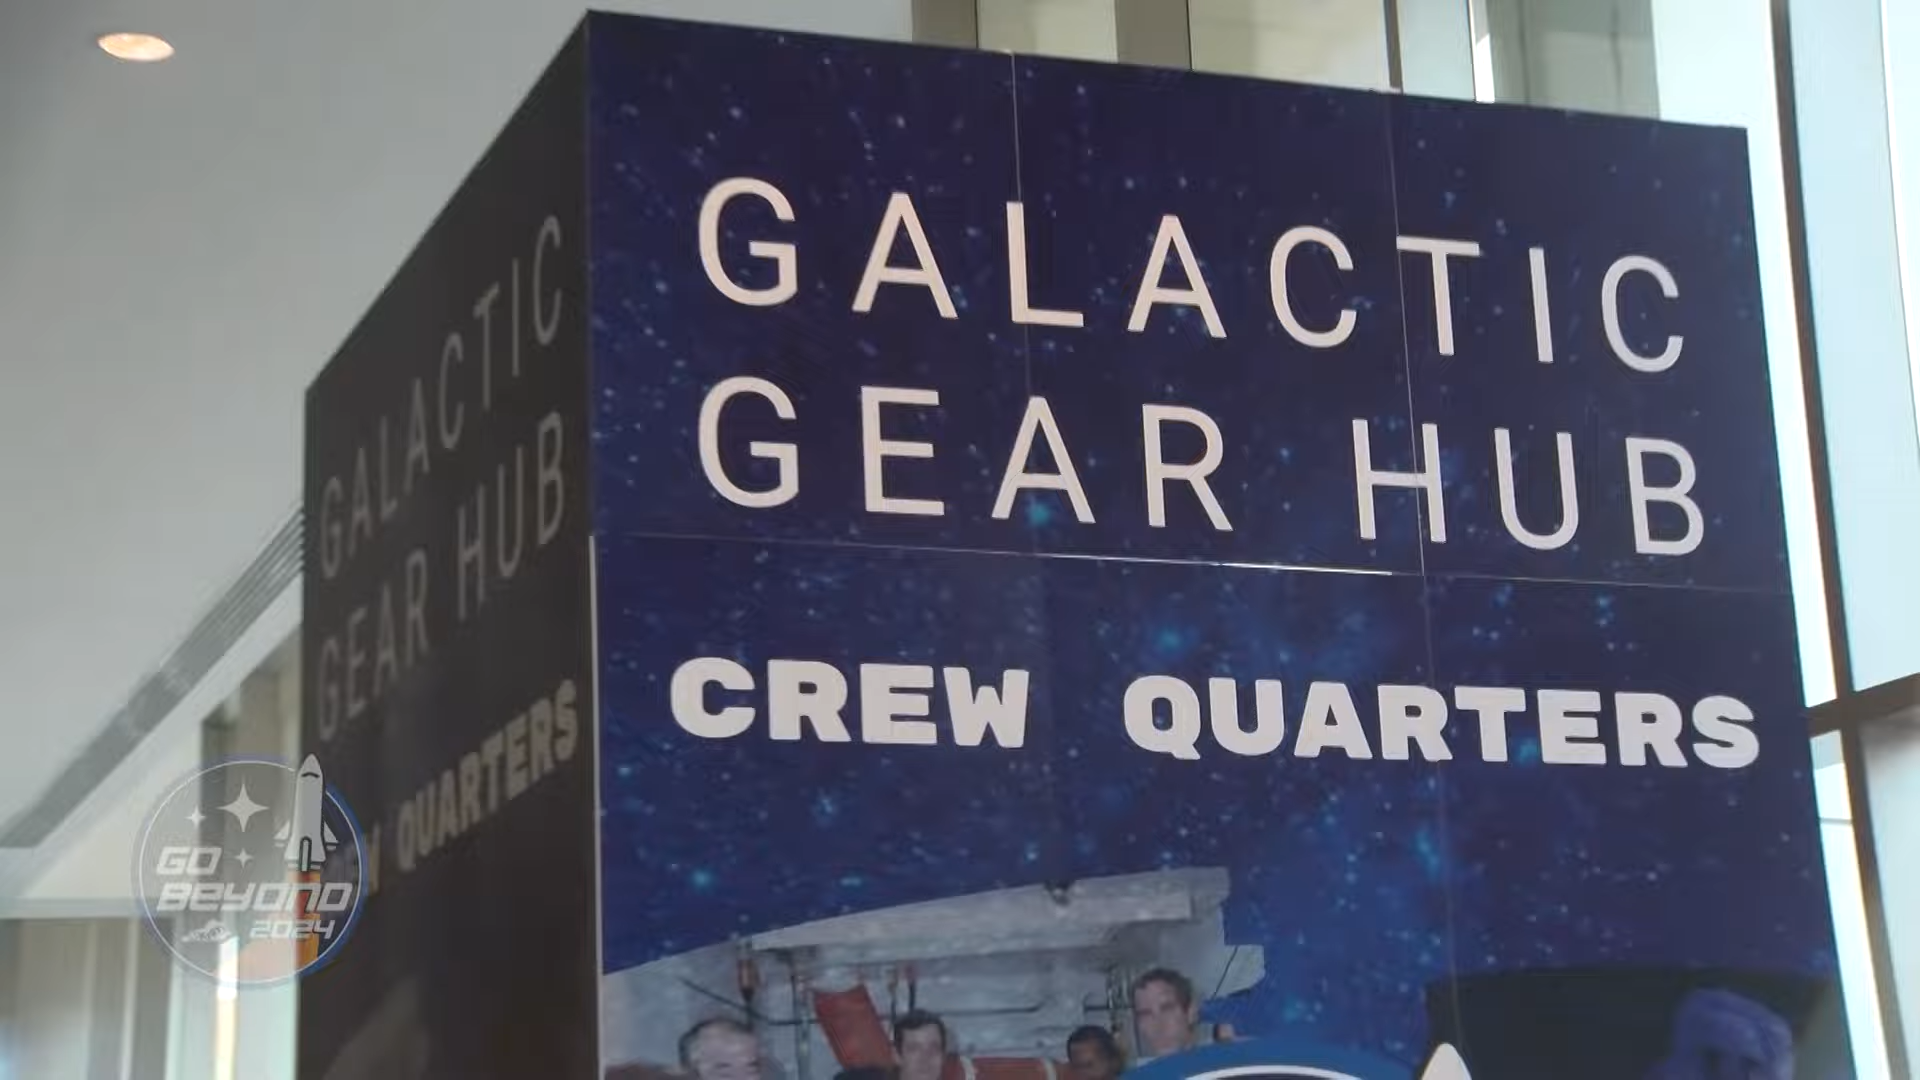 GALACTIC
GEAR HUB
CREW QUARTERS
GALACTIC
GEAR HUB
QUARTERS
GO
BEYOND
2024